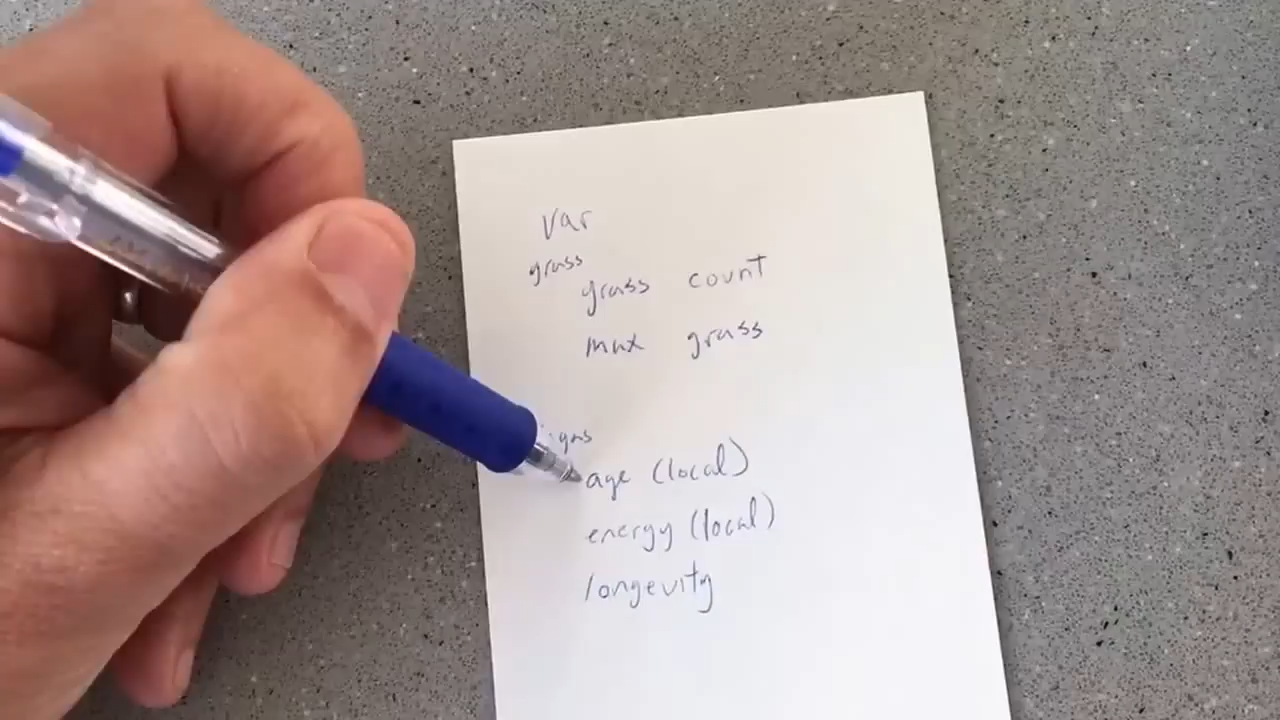 var
grass
grass count
max grass
age (local)
energy (local)
longevity